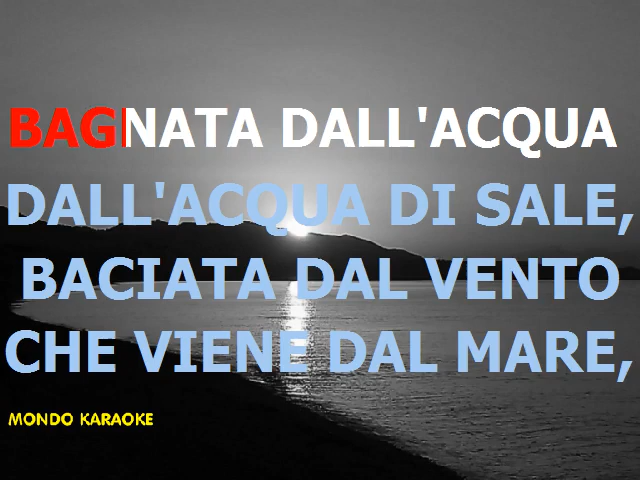 BAGNATA DALL'ACQUA
DALL'ACQUA DI SALE,
BACIATA DAL VENTO
CHE VIENE DAL MARE,
MONDO KARAOKE